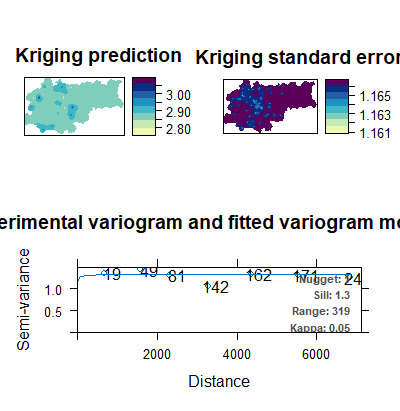 Kriging prediction
Kriging standard error
3.00
2.90
2.80
1.165
1.163
1.161
erimental variogram and fitted variogram mo
Semi-variance
1.0
0.5
19
49
81
142
162
171
24
Nugget:
Sill: 1.3
Range: 319
Kappa: 0.05
2000
4000
6000
Distance